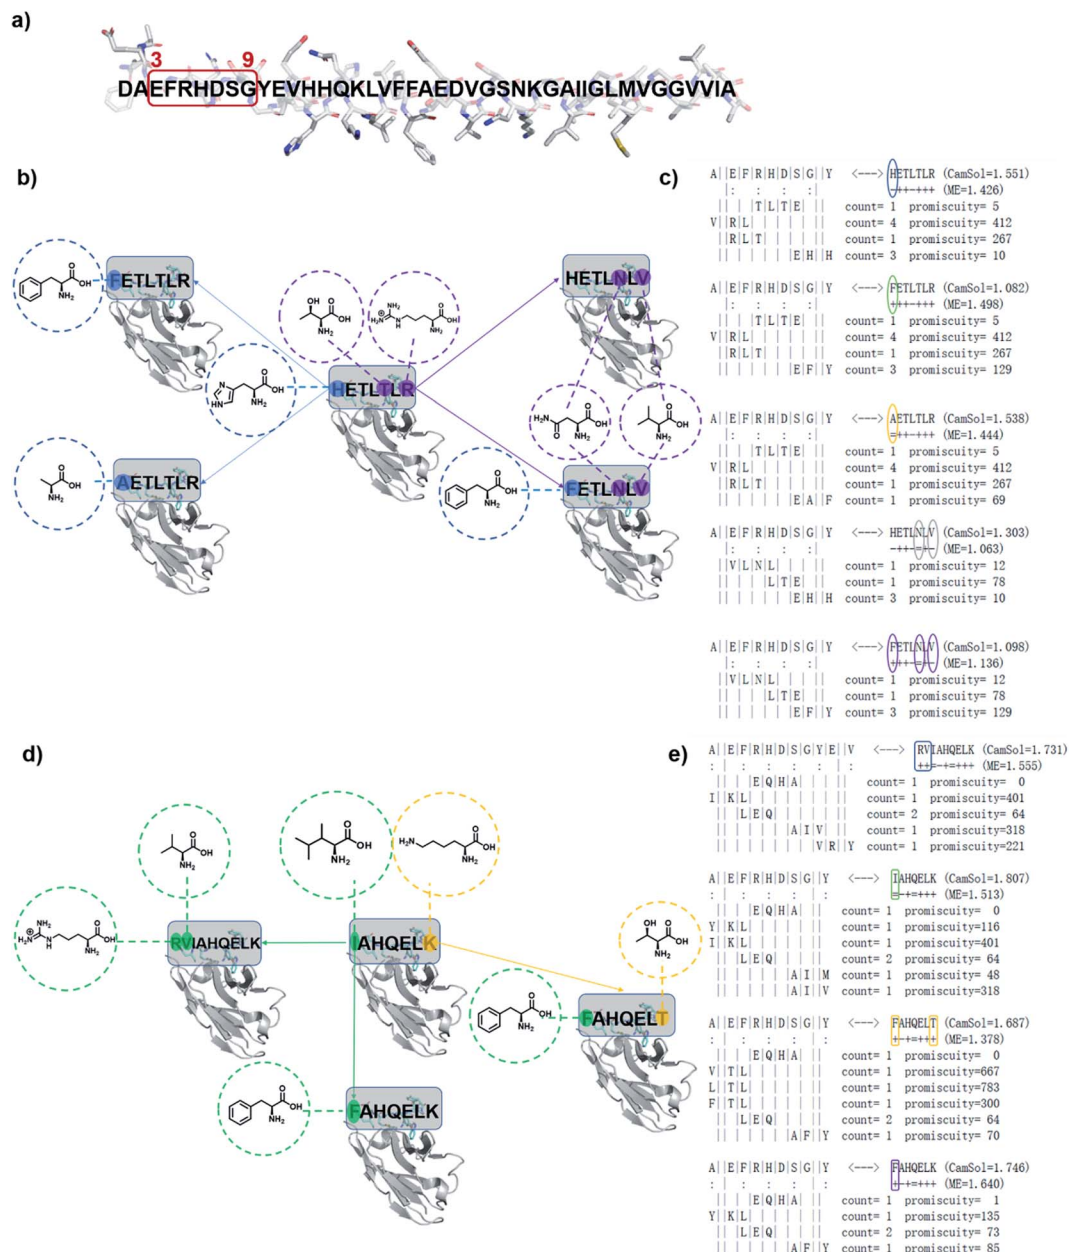 a)
3 9
DAEFRHDSGYEVHHQKLVFFAEDVGSNKGAIIGLMVGGVVIA
b)
FETLTLR
HETLNLV
HETLTLR
AETLTLR
FETLNLV
c)
A||E|F|R|H|D|S|G||Y <---> HETLTLR (CamSol=1.551)
|: : : :| -+++-+++ (ME=1.426)
|| | | |T|L|T|E| || count= 1 promiscuity= 5
V||R|L| | | | | || count= 4 promiscuity= 412
||R|L|T | | | | || count= 1 promiscuity= 267
|| | | | | |E|H||H count= 3 promiscuity= 10
A||E|F|R|H|D|S|G||Y <---> FETLTLR (CamSol=1.082)
|: : : :| (ME=1.498)
|| | | |T|L|T|E| || count= 1 promiscuity= 5
V||R|L| | | | | || count= 4 promiscuity= 412
||R|L|T | | | | || count= 1 promiscuity= 267
|| | | | | |E|F||Y count= 3 promiscuity= 129
A||E|F|R|H|D|S|G||Y <---> AETLTLR (CamSol=1.538)
|: : : :| (ME=1.444)
|| | | |T|L|T|E| || count= 1 promiscuity= 5
V||R|L| | | | | || count= 4 promiscuity= 412
||R|L|T | | | | || count= 1 promiscuity= 267
|| | | | | |E|A||F count= 1 promiscuity= 69
A||E|F|R|H|D|S|G||Y <---> HETLNLV (CamSol=1.303)
|: : : :| (ME=1.063)
||V|L|N|L| | | || count= 1 promiscuity= 12
|| | | |L|T|E| || count= 1 promiscuity= 78
|| | | | | |E|H||H count= 3 promiscuity= 10
A||E|F|R|H|D|S|G||Y <---> FETLNLV (CamSol=1.098)
|: : : :| (ME=1.136)
||V|L|N|L| | | || count= 1 promiscuity= 12
|| | | |L|T|E| || count= 1 promiscuity= 78
|| | | | | |E|F||Y count= 3 promiscuity= 129
d)
RVIAHQELK
IAHQELK
FAHQELT
FAHQELK
e)
A||E|F|R|H|D|S|G|Y|E||V <---> RVIAHQELK (CamSol=1.731)
: : : : : : : (ME=1.555)
|| | |E|Q|H|A| | | || count= 1 promiscuity= 0
I||K|L| | | | | | | || count= 1 promiscuity=401
|| |L|E|Q| | | | | || count= 2 promiscuity= 64
|| | | | | |A|I|V| || count= 1 promiscuity=318
|| | | | | | | |V|R||Y count= 1 promiscuity=221
A||E|F|R|H|D|S|G||Y <---> IAHQELK (CamSol=1.807)
: : : : : =-+=+++ (ME=1.513)
|| | |E|Q|H|A| || count= 1 promiscuity= 0
Y||K|L| | | | | || count= 1 promiscuity=116
I||K|L| | | | | || count= 1 promiscuity=401
|| |L|E|Q| | | || count= 2 promiscuity= 64
|| | | | | |A|I||M count= 1 promiscuity= 48
|| | | | | |A|I||V count= 1 promiscuity=318
A||E|F|R|H|D|S|G||Y <---> FAHQELT (CamSol=1.687)
: : : : : +-+=+++ (ME=1.378)
|| | |E|Q|H|A| || count= 1 promiscuity= 0
V||T|L| | | | | || count= 1 promiscuity=667
L||T|L| | | | | || count= 1 promiscuity=783
F||T|L| | | | | || count= 1 promiscuity=300
|| |L|E|Q| | | || count= 2 promiscuity= 64
|| | | | | |A|F||Y count= 1 promiscuity= 70
A||E|F|R|H|D|S|G||Y <---> FAHQELK (CamSol=1.746)
: : : : : +-+=+++ (ME=1.640)
|| | |E|Q|H|A| || count= 1 promiscuity= 1
Y||K|L| | | | | || count= 1 promiscuity=135
|| |L|E|Q| | | || count= 2 promiscuity= 73
|| | | | | |A|F||Y count= 1 promiscuity= 85